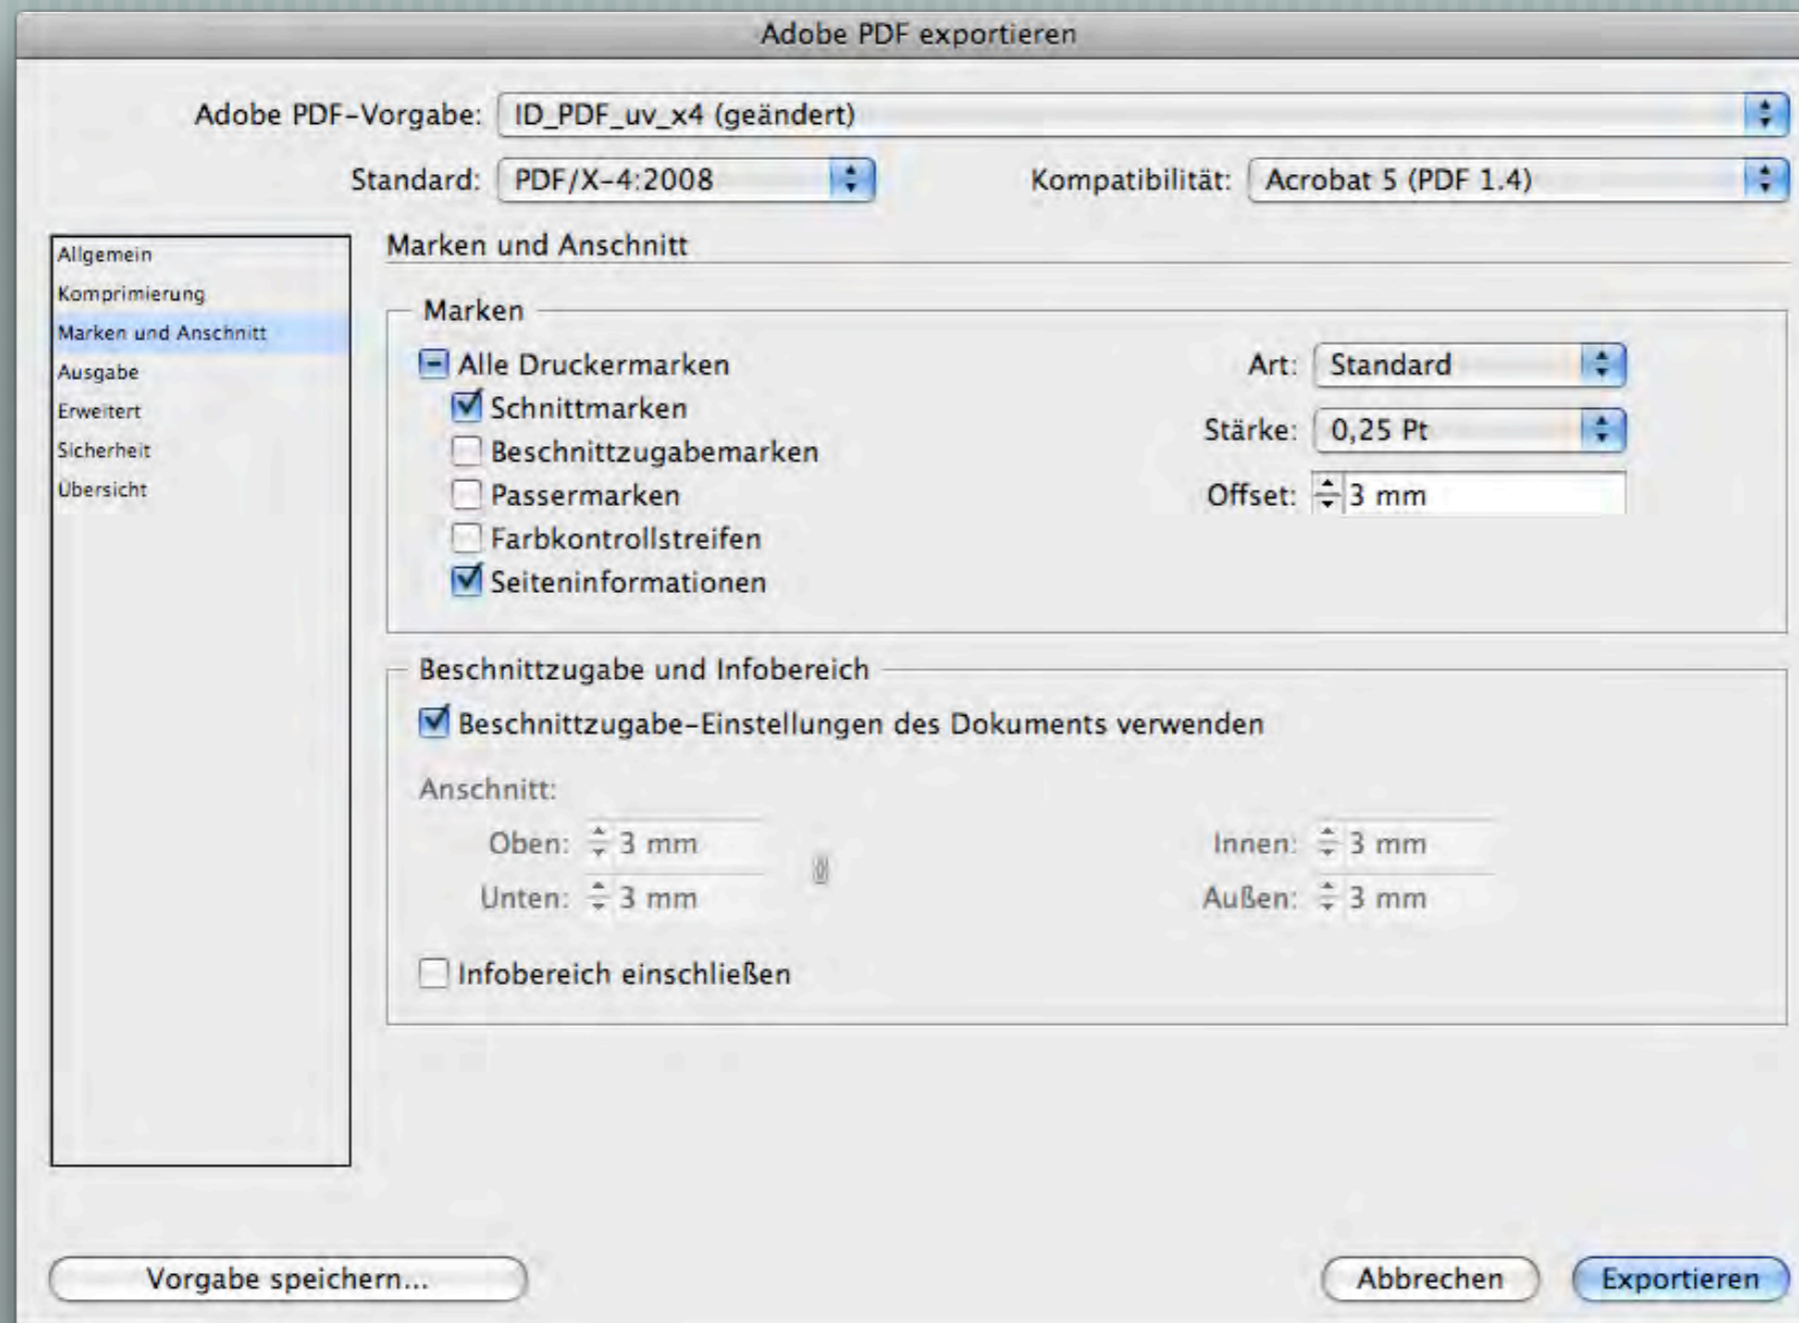 Adobe PDF exportieren
Adobe PDF-Vorgabe: ID_PDF_uv_x4 (geändert)
Standard: PDF/X-4:2008 Kompatibilität: Acrobat 5 (PDF 1.4)
Allgemein
Komprimierung
Marken und Anschnitt
Ausgabe
Erweitert
Sicherheit
Übersicht
Marken und Anschnitt
Marken
Alle Druckermarken
Schnittmarken
Beschnittzugabemarken
Passermarken
Farbkontrollstreifen
Seiteninformationen
Art: Standard
Stärke: 0,25 Pt
Offset: 3 mm
Beschnittzugabe und Infobereich
Beschnittzugabe-Einstellungen des Dokuments verwenden
Anschnitt:
Oben: 3 mm Innen: 3 mm
Unten: 3 mm Außen: 3 mm
Infobereich einschließen
Vorgabe speichern... Abbrechen Exportieren